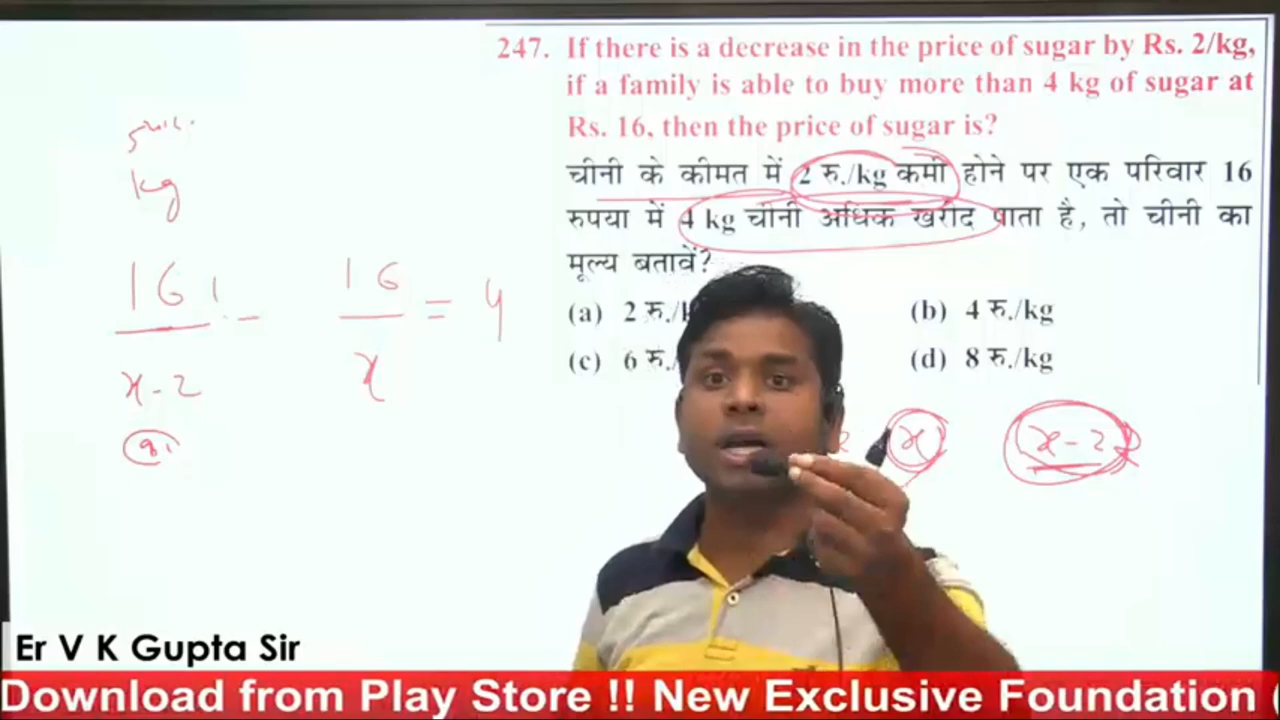 247. If there is a decrease in the price of sugar by Rs. 2/kg,
if a family is able to buy more than 4 kg of sugar at
Rs. 16, then the price of sugar is?
चीनी के कीमत में 2 रु./kg कमी होने पर एक परिवार 16
रुपया में 4 kg चीनी अधिक खरीद पाता है, तो चीनी का
मूल्य बतावें?
(a) 2 रु./ (b) 4 रु./kg
(c) 6 रु. (d) 8 रु./kg
kg
16 - 16 = 4
x-2 x
x x-2
Er V K Gupta Sir
Download from Play Store !! New Exclusive Foundation (